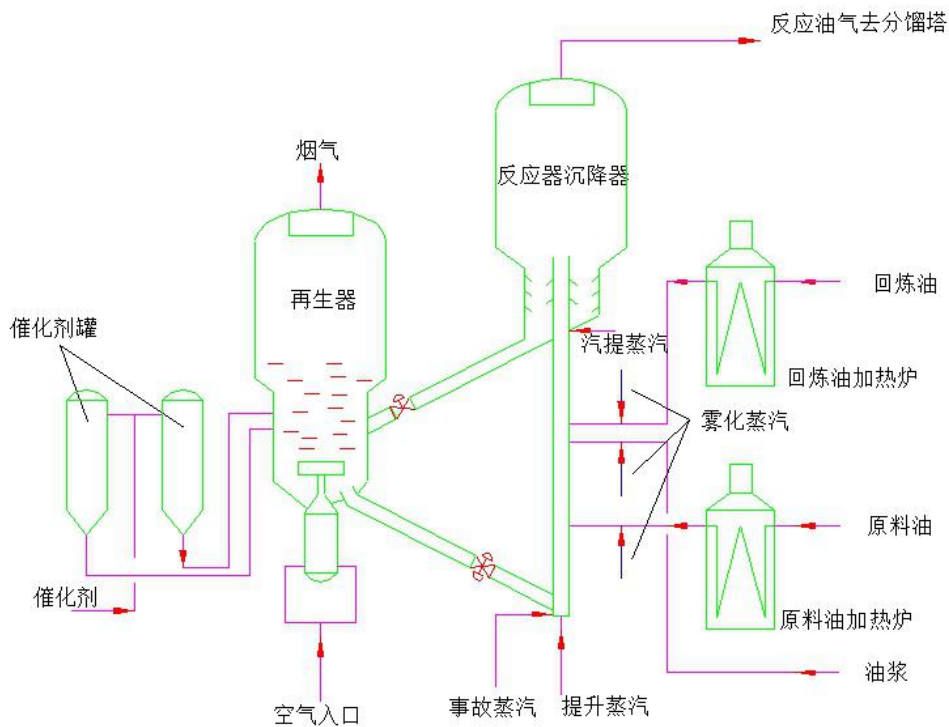 反应油气去分馏塔
烟气
反应器沉降器
再生器
回炼油
催化剂罐
汽提蒸汽
回炼油加热炉
雾化蒸汽
原料油
催化剂
原料油加热炉
油浆
事故蒸汽
提升蒸汽
空气入口